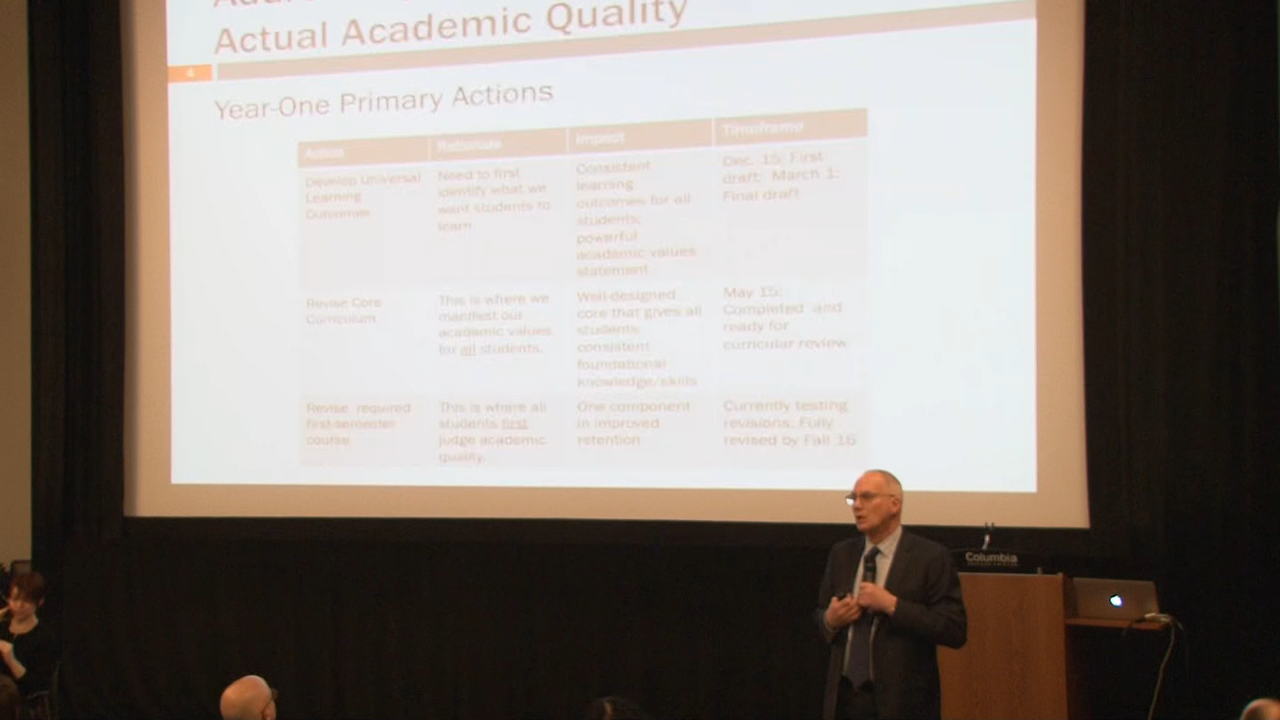 Actual Academic Quality
4
Year-One Primary Actions
Action
Rationale
Impact
Timeframe
Develop Universal
Learning
Outcomes
Need to first
identify what we
want students to
learn
Consistent
learning
outcomes for all
students;
powerful
academic values
statement
Dec. 15: First
draft; March 1:
Final draft
Revise Core
Curriculum
This is where we
manifest our
academic values
for all students.
Well-designed
core that gives all
students
consistent
foundational
knowledge/skills
May 15:
Completed and
ready for
curricular review
Revise required
first-semester
course
This is where all
students first
judge academic
quality.
One component
in improved
retention
Currently testing
revisions; Fully
revised by Fall 16
Columbia